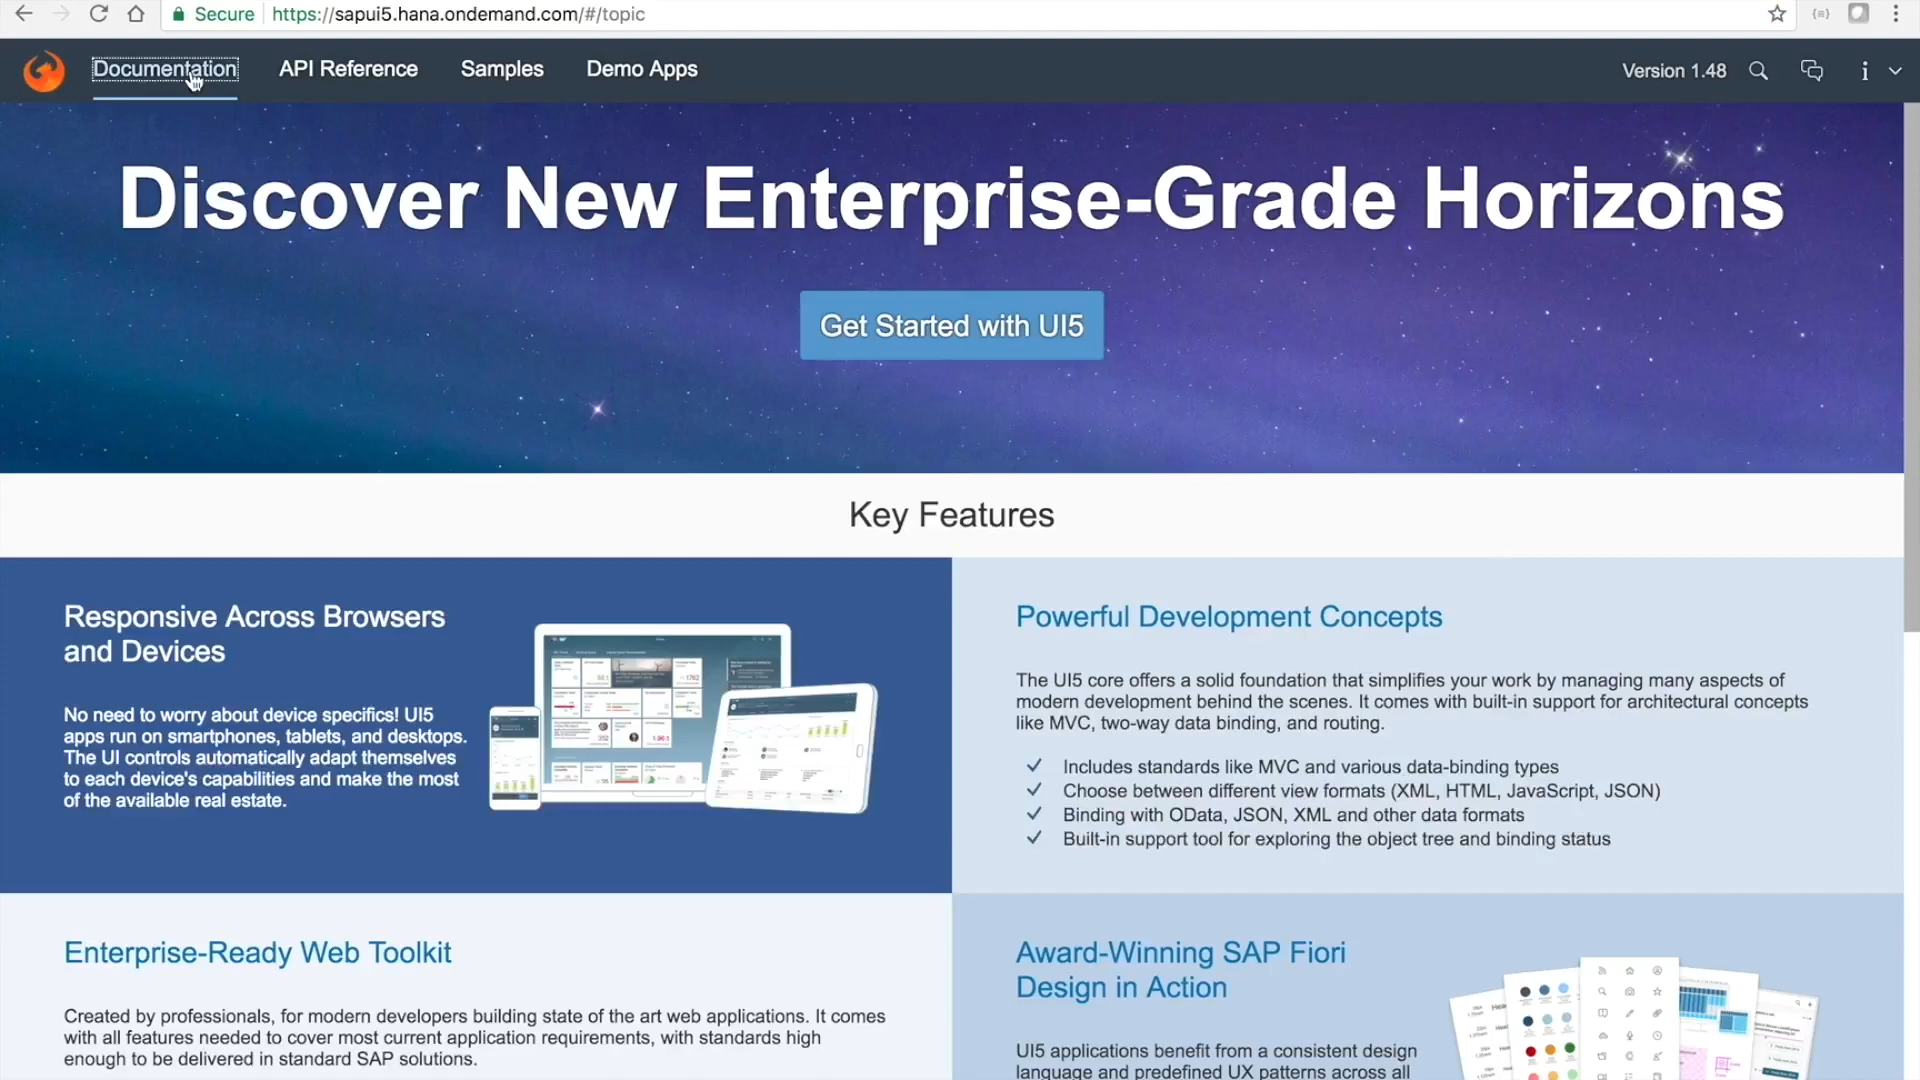 Secure https://sapui5.hana.ondemand.com/#/topic
Documentation API Reference Samples Demo Apps Version 1.48
Discover New Enterprise-Grade Horizons
Get Started with UI5
Key Features
Responsive Across Browsers
and Devices
No need to worry about device specifics! UI5
apps run on smartphones, tablets, and desktops.
The UI controls automatically adapt themselves
to each device's capabilities and make the most
of the available real estate.
Powerful Development Concepts
The UI5 core offers a solid foundation that simplifies your work by managing many aspects of
modern development behind the scenes. It comes with built-in support for architectural concepts
like MVC, two-way data binding, and routing.
Includes standards like MVC and various data-binding types
Choose between different view formats (XML, HTML, JavaScript, JSON)
Binding with OData, JSON, XML and other data formats
Built-in support tool for exploring the object tree and binding status
Enterprise-Ready Web Toolkit
Created by professionals, for modern developers building state of the art web applications. It comes
with all features needed to cover most current application requirements, with standards high
enough to be delivered in standard SAP solutions.
Award-Winning SAP Fiori
Design in Action
UI5 applications benefit from a consistent design
language and predefined UX patterns across all